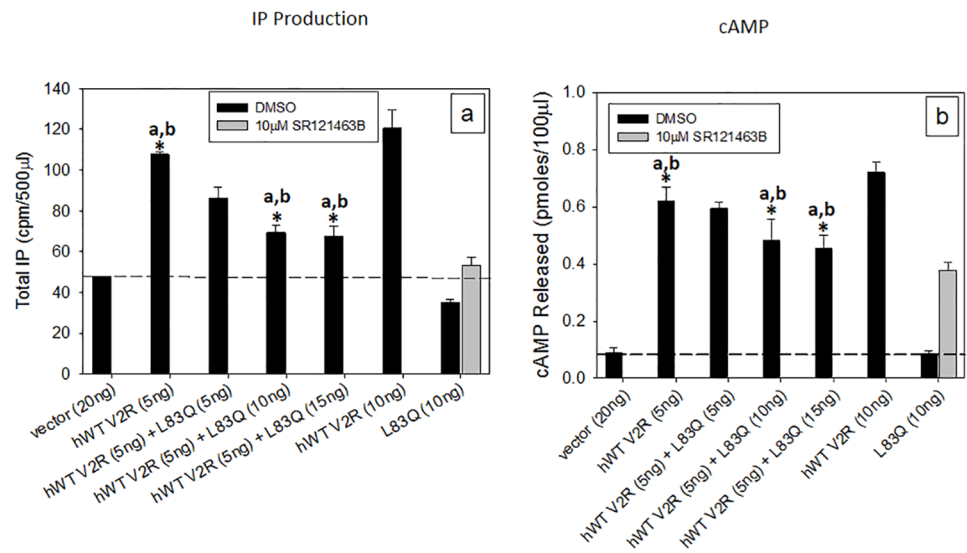 IP Production
cAMP
Total IP (cpm/500µl)
140
120
100
80
60
40
20
0
DMSO
10µM SR121463B
a
a,b
*
a,b
*
a,b
*
vector (20ng)
hWT V2R (5ng)
hWT V2R (5ng) + L83Q (5ng)
hWT V2R (5ng) + L83Q (10ng)
hWT V2R (5ng) + L83Q (15ng)
hWT V2R (10ng)
L83Q (10ng)
cAMP Released (pmoles/100µl)
1.0
0.8
0.6
0.4
0.2
0.0
DMSO
10µM SR121463B
b
a,b
*
a,b
*
a,b
*
vector (20ng)
hWT V2R (5ng)
hWT V2R (5ng) + L83Q (5ng)
hWT V2R (5ng) + L83Q (10ng)
hWT V2R (5ng) + L83Q (15ng)
hWT V2R (10ng)
L83Q (10ng)